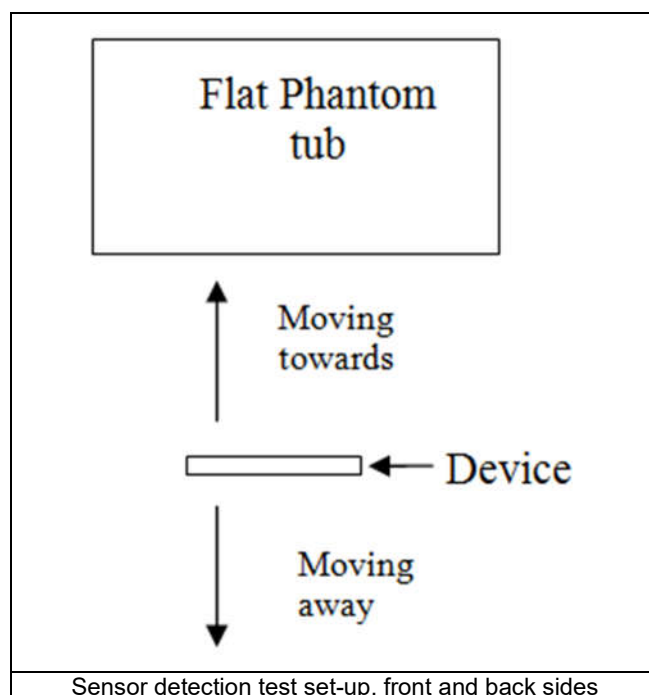 Flat Phantom
tub
Moving
towards
Device
Moving
away
Sensor detection test set-up, front and back sides